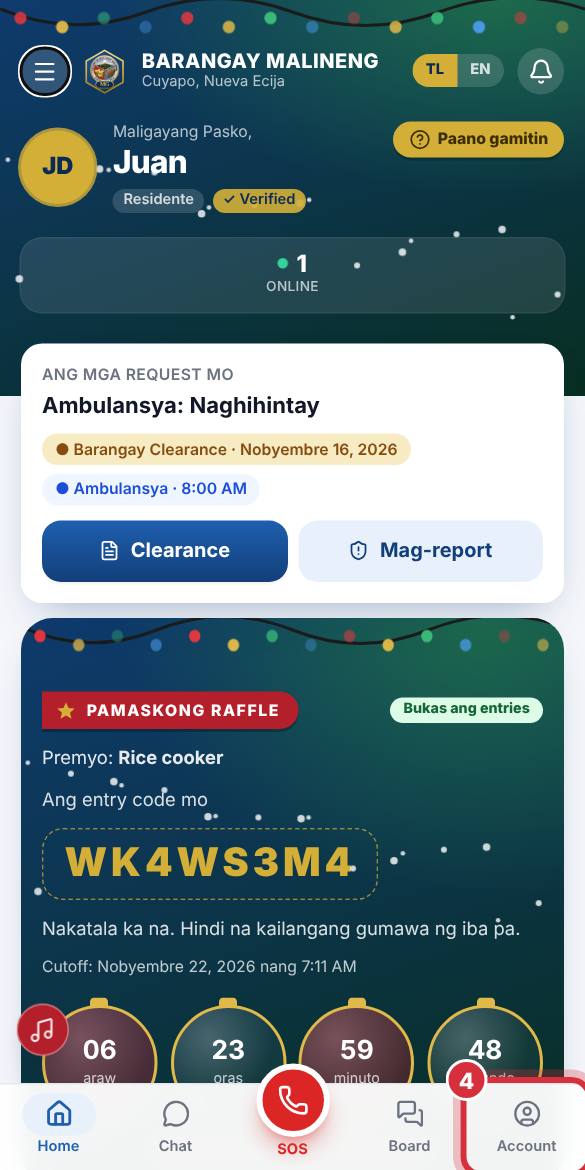 BARANGAY MALINENG
Cuyapo, Nueva Ecija
TL EN
Maligayang Pasko,
JD
Juan
Paano gamitin
Residente
✓ Verified
1
ONLINE
ANG MGA REQUEST MO
Ambulansya: Naghihintay
Barangay Clearance · Nobyembre 16, 2026
Ambulansya · 8:00 AM
Clearance
Mag-report
PAMASKONG RAFFLE
Bukas ang entries
Premyo: Rice cooker
Ang entry code mo
WK4WS3M4
Nakatala ka na. Hindi na kailangang gumawa ng iba pa.
Cutoff: Nobyembre 22, 2026 nang 7:11 AM
06 23 59 48
araw oras minuto
4
Home Chat SOS Board Account